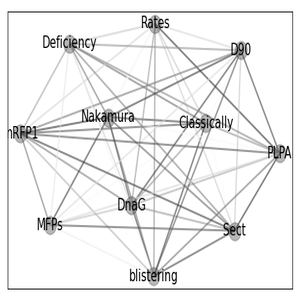 Rates
Deficiency
D90
Nakamura
Classically
nRFP1
PLPA
DnaG
MFPs
Sect
blistering